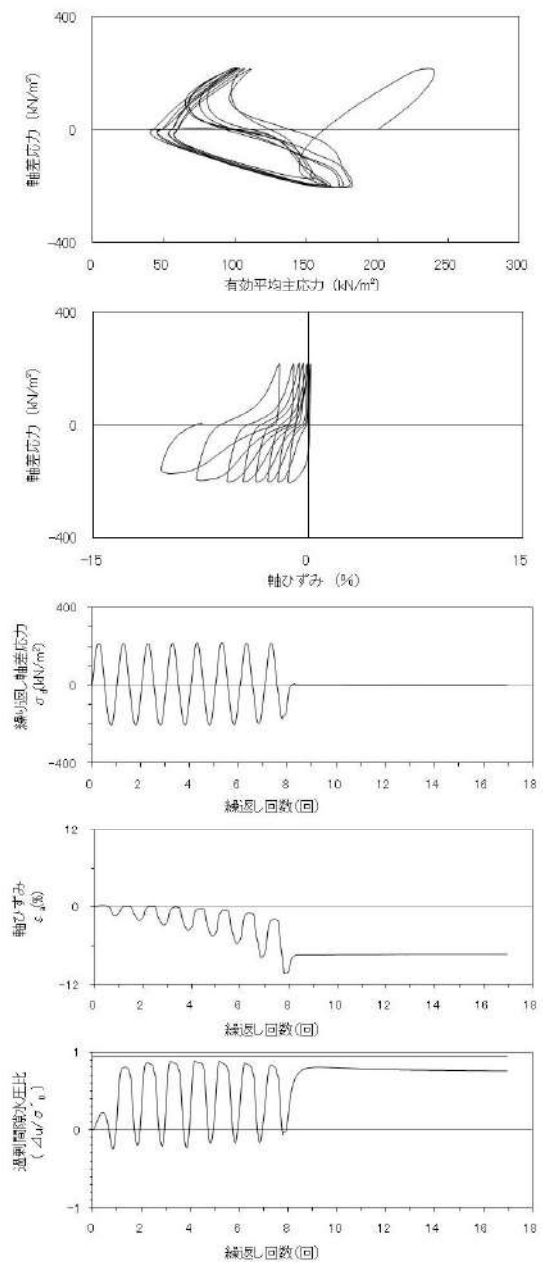 400
0
-400
軸差応力 (kN/m²)
0 50 100 150 200 250 300
有効平均主応力 (kN/m²)
400
0
-400
軸差応力 (kN/m²)
-15 0 15
軸ひずみ (%)
400
0
-400
繰り返し軸差応力
σd(kN/m²)
0 2 4 6 8 10 12 14 16 18
繰返し回数(回)
12
0
-12
軸ひずみ
εa(%)
0 2 4 6 8 10 12 14 16 18
繰返し回数(回)
1
0
-1
過剰間隙水圧比
(⊿u/σ'0)
0 2 4 6 8 10 12 14 16 18
繰返し回数(回)